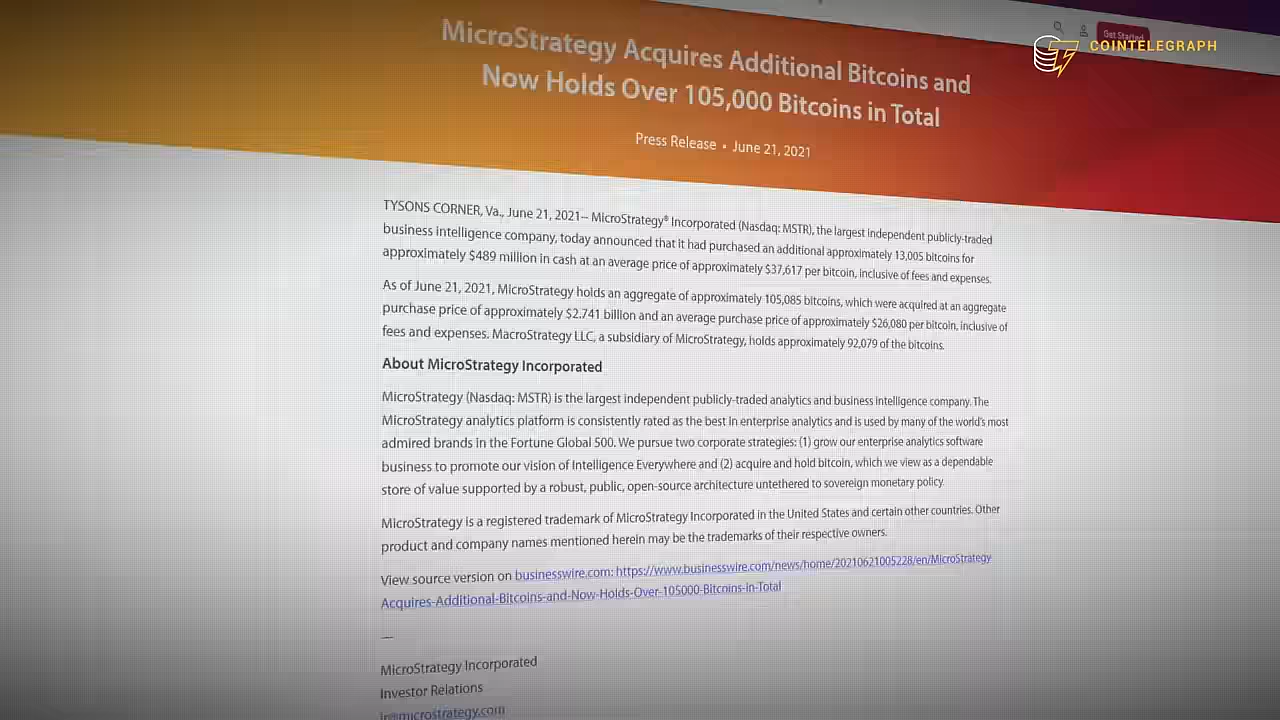 Get Started
COINTELEGRAPH
MicroStrategy Acquires Additional Bitcoins and
Now Holds Over 105,000 Bitcoins in Total
Press Release • June 21, 2021
TYSONS CORNER, Va., June 21, 2021-- MicroStrategy® Incorporated (Nasdaq: MSTR), the largest independent publicly-traded
business intelligence company, today announced that it had purchased an additional approximately 13,005 bitcoins for
approximately $489 million in cash at an average price of approximately $37,617 per bitcoin, inclusive of fees and expenses.
As of June 21, 2021, MicroStrategy holds an aggregate of approximately 105,085 bitcoins, which were acquired at an aggregate
purchase price of approximately $2.741 billion and an average purchase price of approximately $26,080 per bitcoin, inclusive of
fees and expenses. MacroStrategy LLC, a subsidiary of MicroStrategy, holds approximately 92,079 of the bitcoins.
About MicroStrategy Incorporated
MicroStrategy (Nasdaq: MSTR) is the largest independent publicly-traded analytics and business intelligence company. The
MicroStrategy analytics platform is consistently rated as the best in enterprise analytics and is used by many of the world's most
admired brands in the Fortune Global 500. We pursue two corporate strategies: (1) grow our enterprise analytics software
business to promote our vision of Intelligence Everywhere and (2) acquire and hold bitcoin, which we view as a dependable
store of value supported by a robust, public, open-source architecture untethered to sovereign monetary policy.
MicroStrategy is a registered trademark of MicroStrategy Incorporated in the United States and certain other countries. Other
product and company names mentioned herein may be the trademarks of their respective owners.
View source version on businesswire.com: https://www.businesswire.com/news/home/20210621005228/en/MicroStrategy
Acquires-Additional-Bitcoins-and-Now-Holds-Over-105000-Bitcoins-in-Total
—
MicroStrategy Incorporated
Investor Relations
ir@microstrategy.com